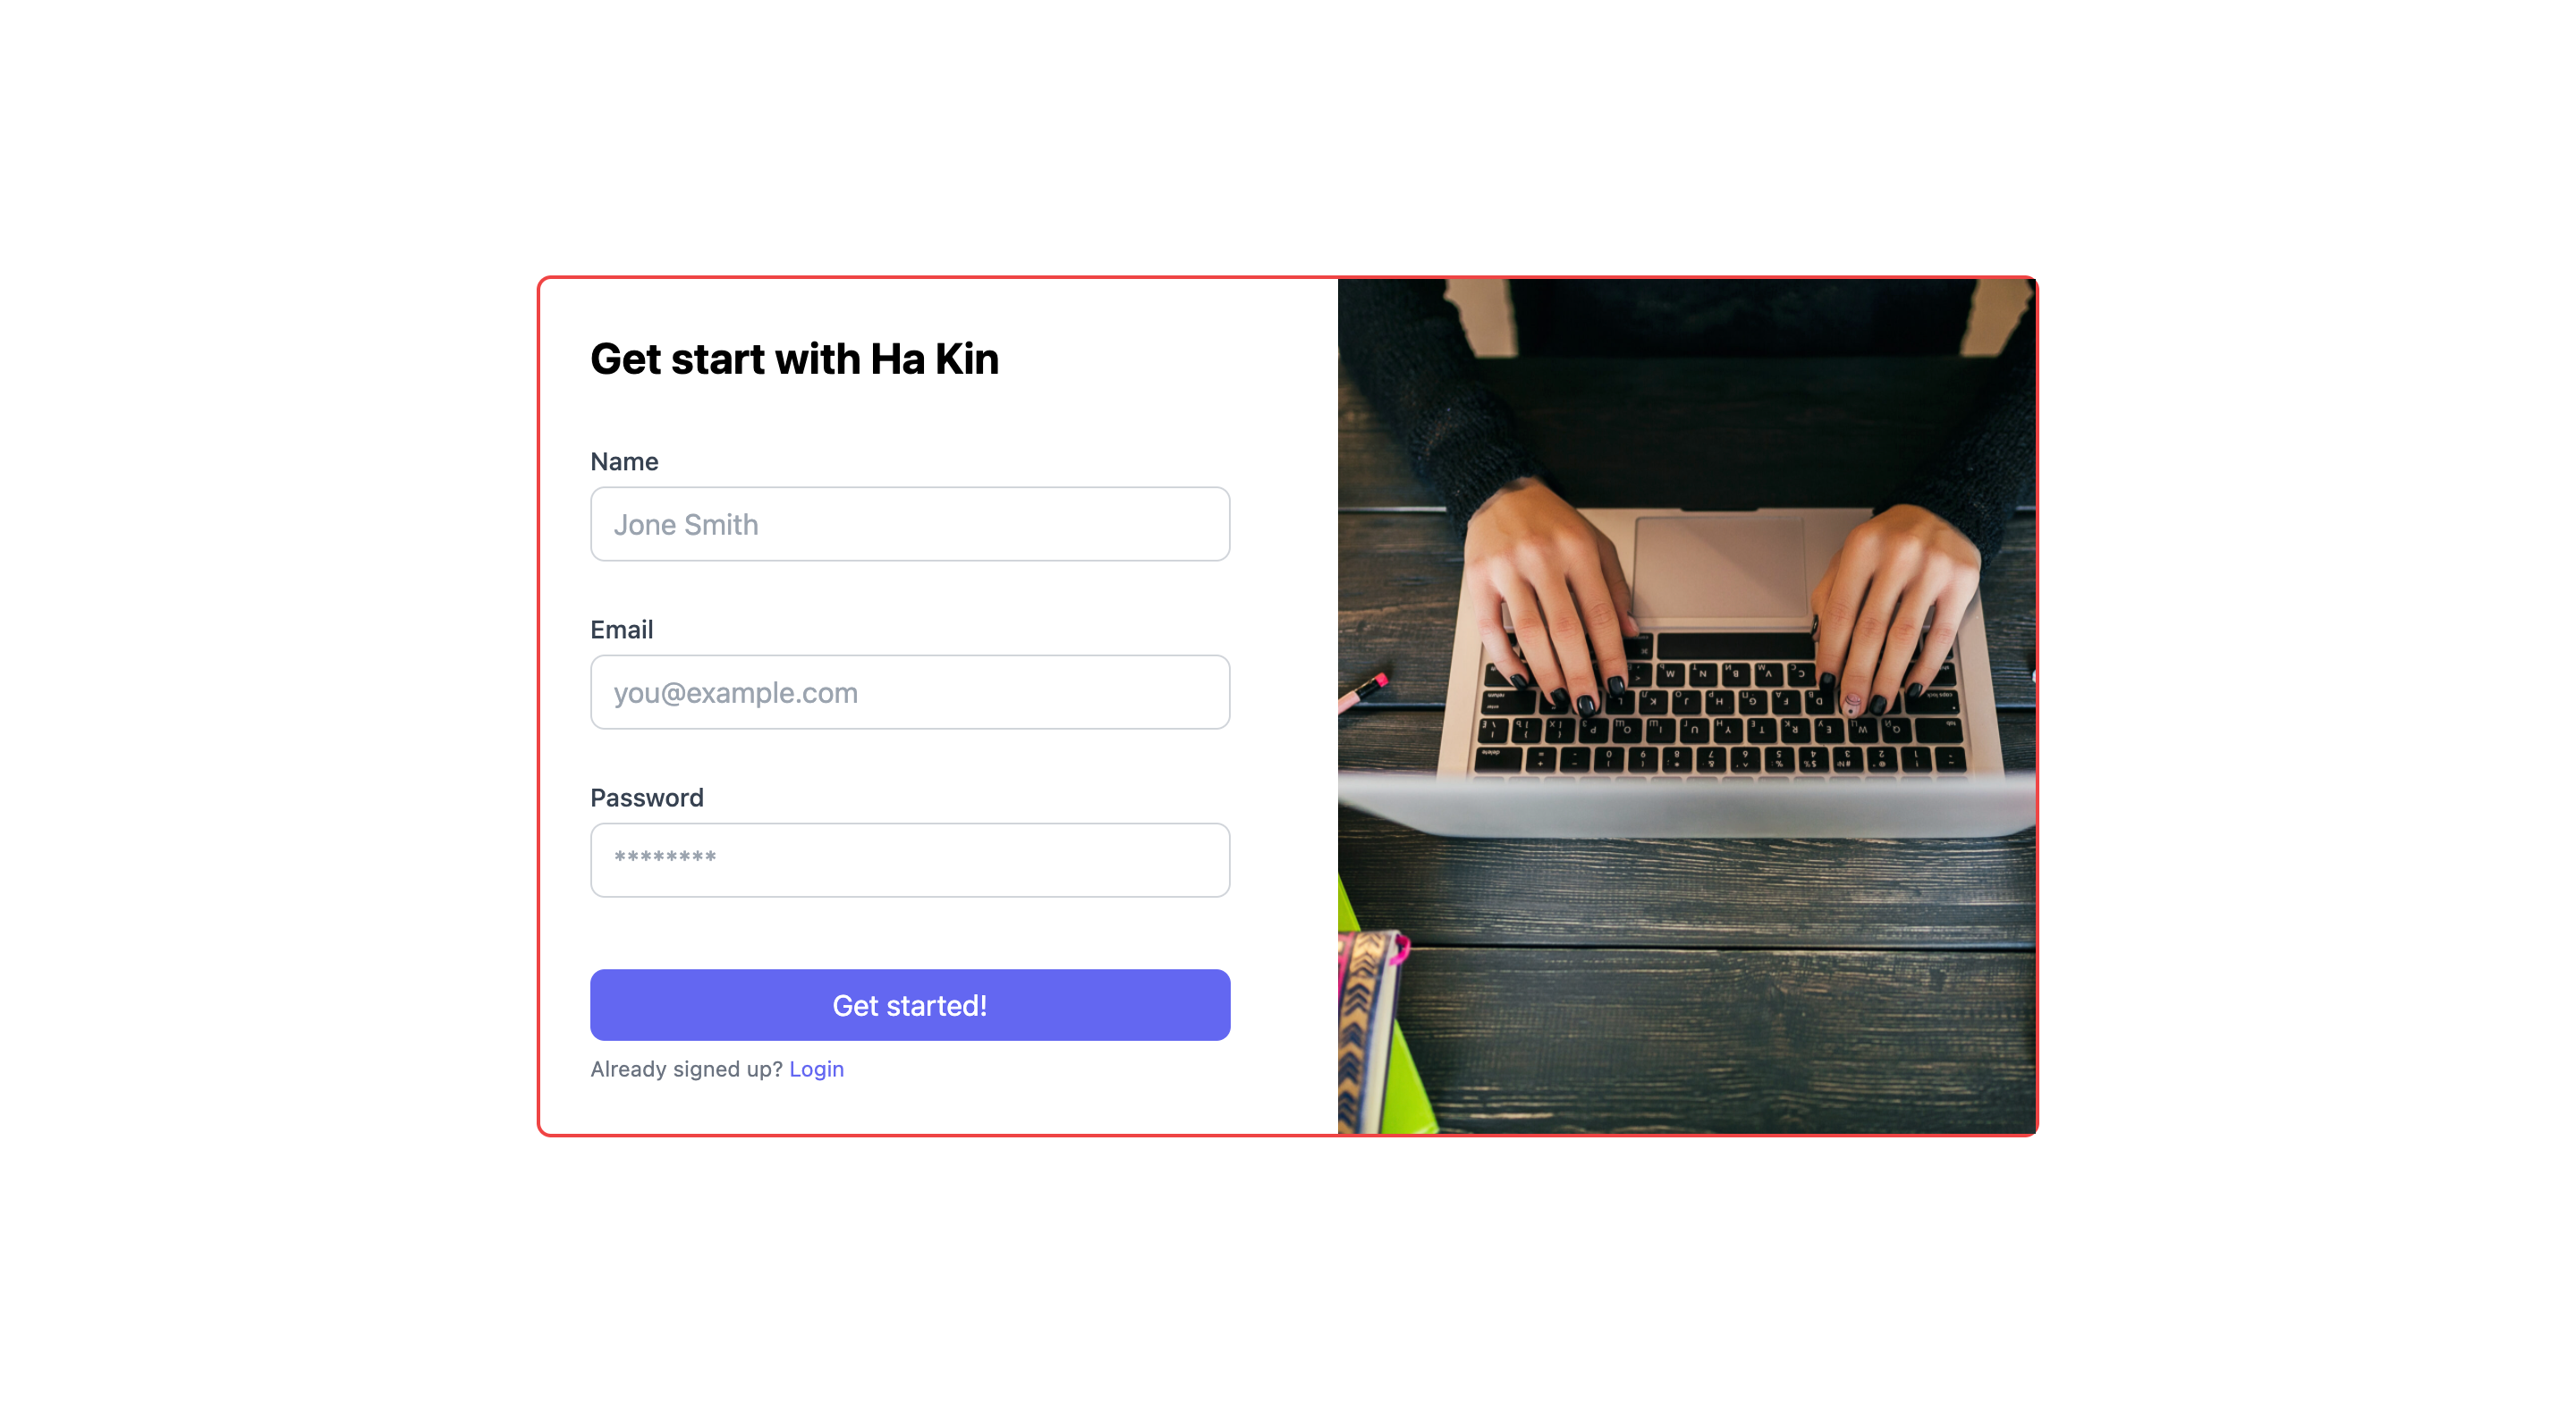 Get start with Ha Kin
Name
Jone Smith
Email
you@example.com
Password
********
Get started!
Already signed up? Login